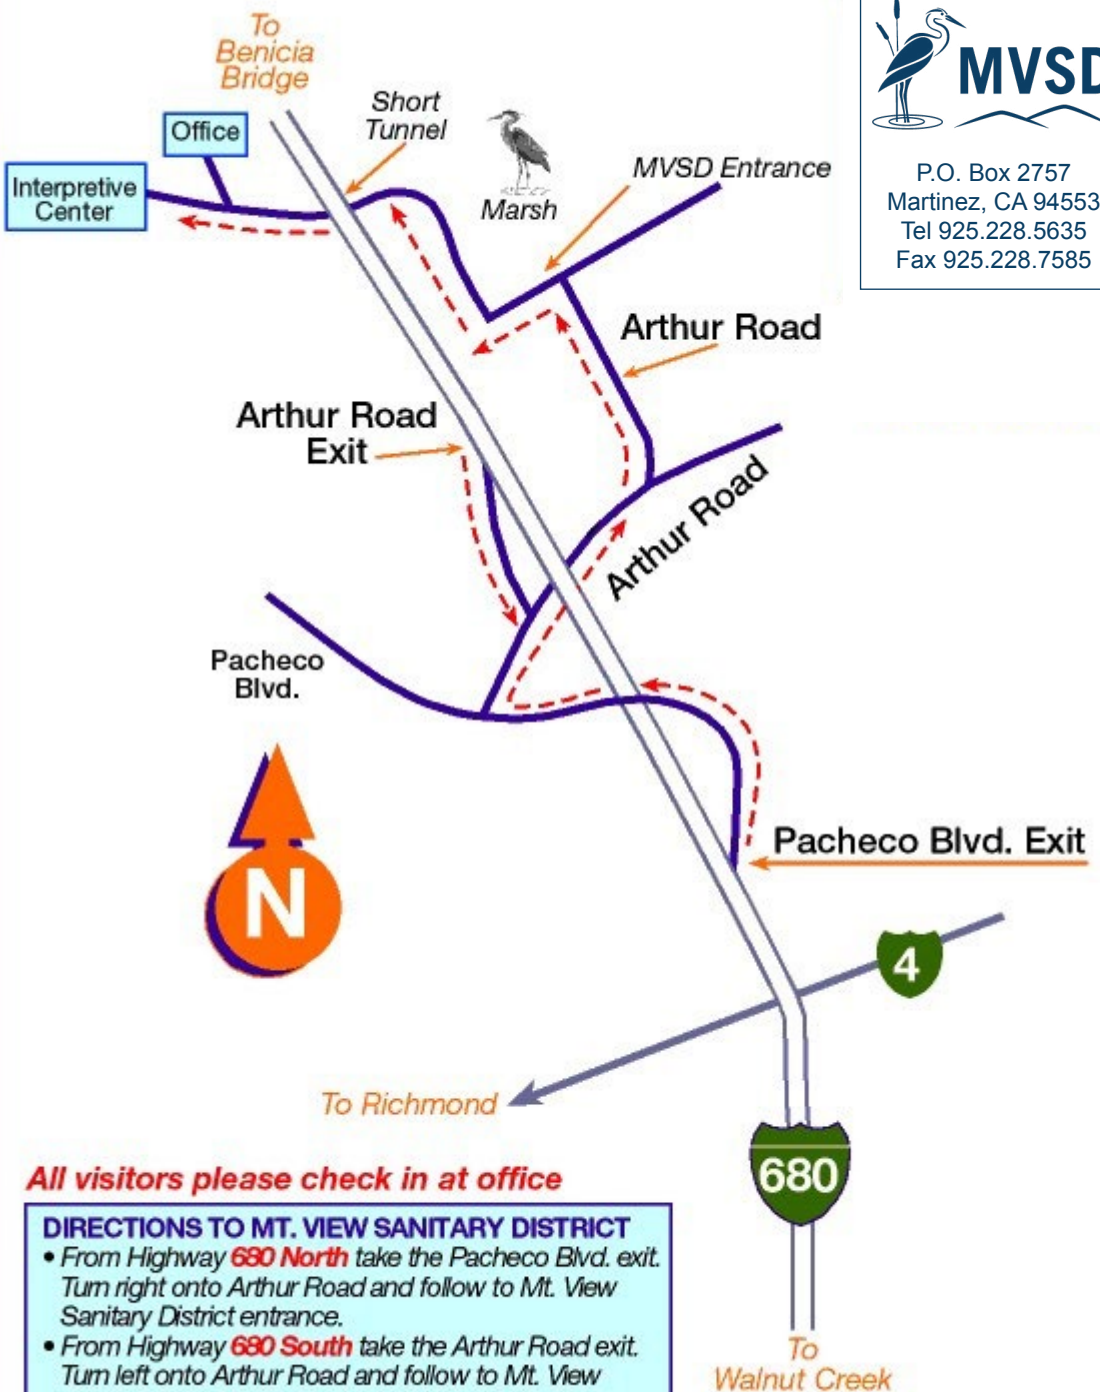 To
Benicia
Bridge
MVSD
P.O. Box 2757
Martinez, CA 94553
Tel 925.228.5635
Fax 925.228.7585
Short
Tunnel
Office
Interpretive
Center
Marsh
MVSD Entrance
Arthur Road
Arthur Road
Exit
Arthur Road
Pacheco
Blvd.
N
Pacheco Blvd. Exit
4
To Richmond
680
All visitors please check in at office
DIRECTIONS TO MT. VIEW SANITARY DISTRICT
• From Highway 680 North take the Pacheco Blvd. exit.
Turn right onto Arthur Road and follow to Mt. View
Sanitary District entrance.
• From Highway 680 South take the Arthur Road exit.
Turn left onto Arthur Road and follow to Mt. View
To
Walnut Creek